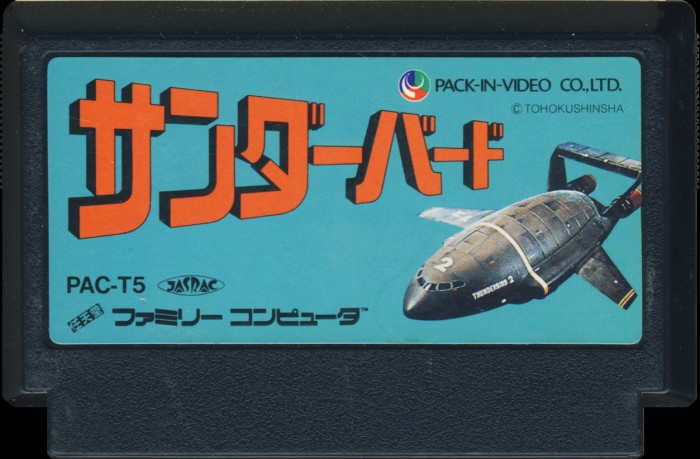 PACK-IN-VIDEO CO.,LTD.
© TOHOKUSHINSHA
サンダーバード
2
THUNDERBIRD 2
PAC-T5
JASRAC
任天堂 ファミリー コンピュータ™